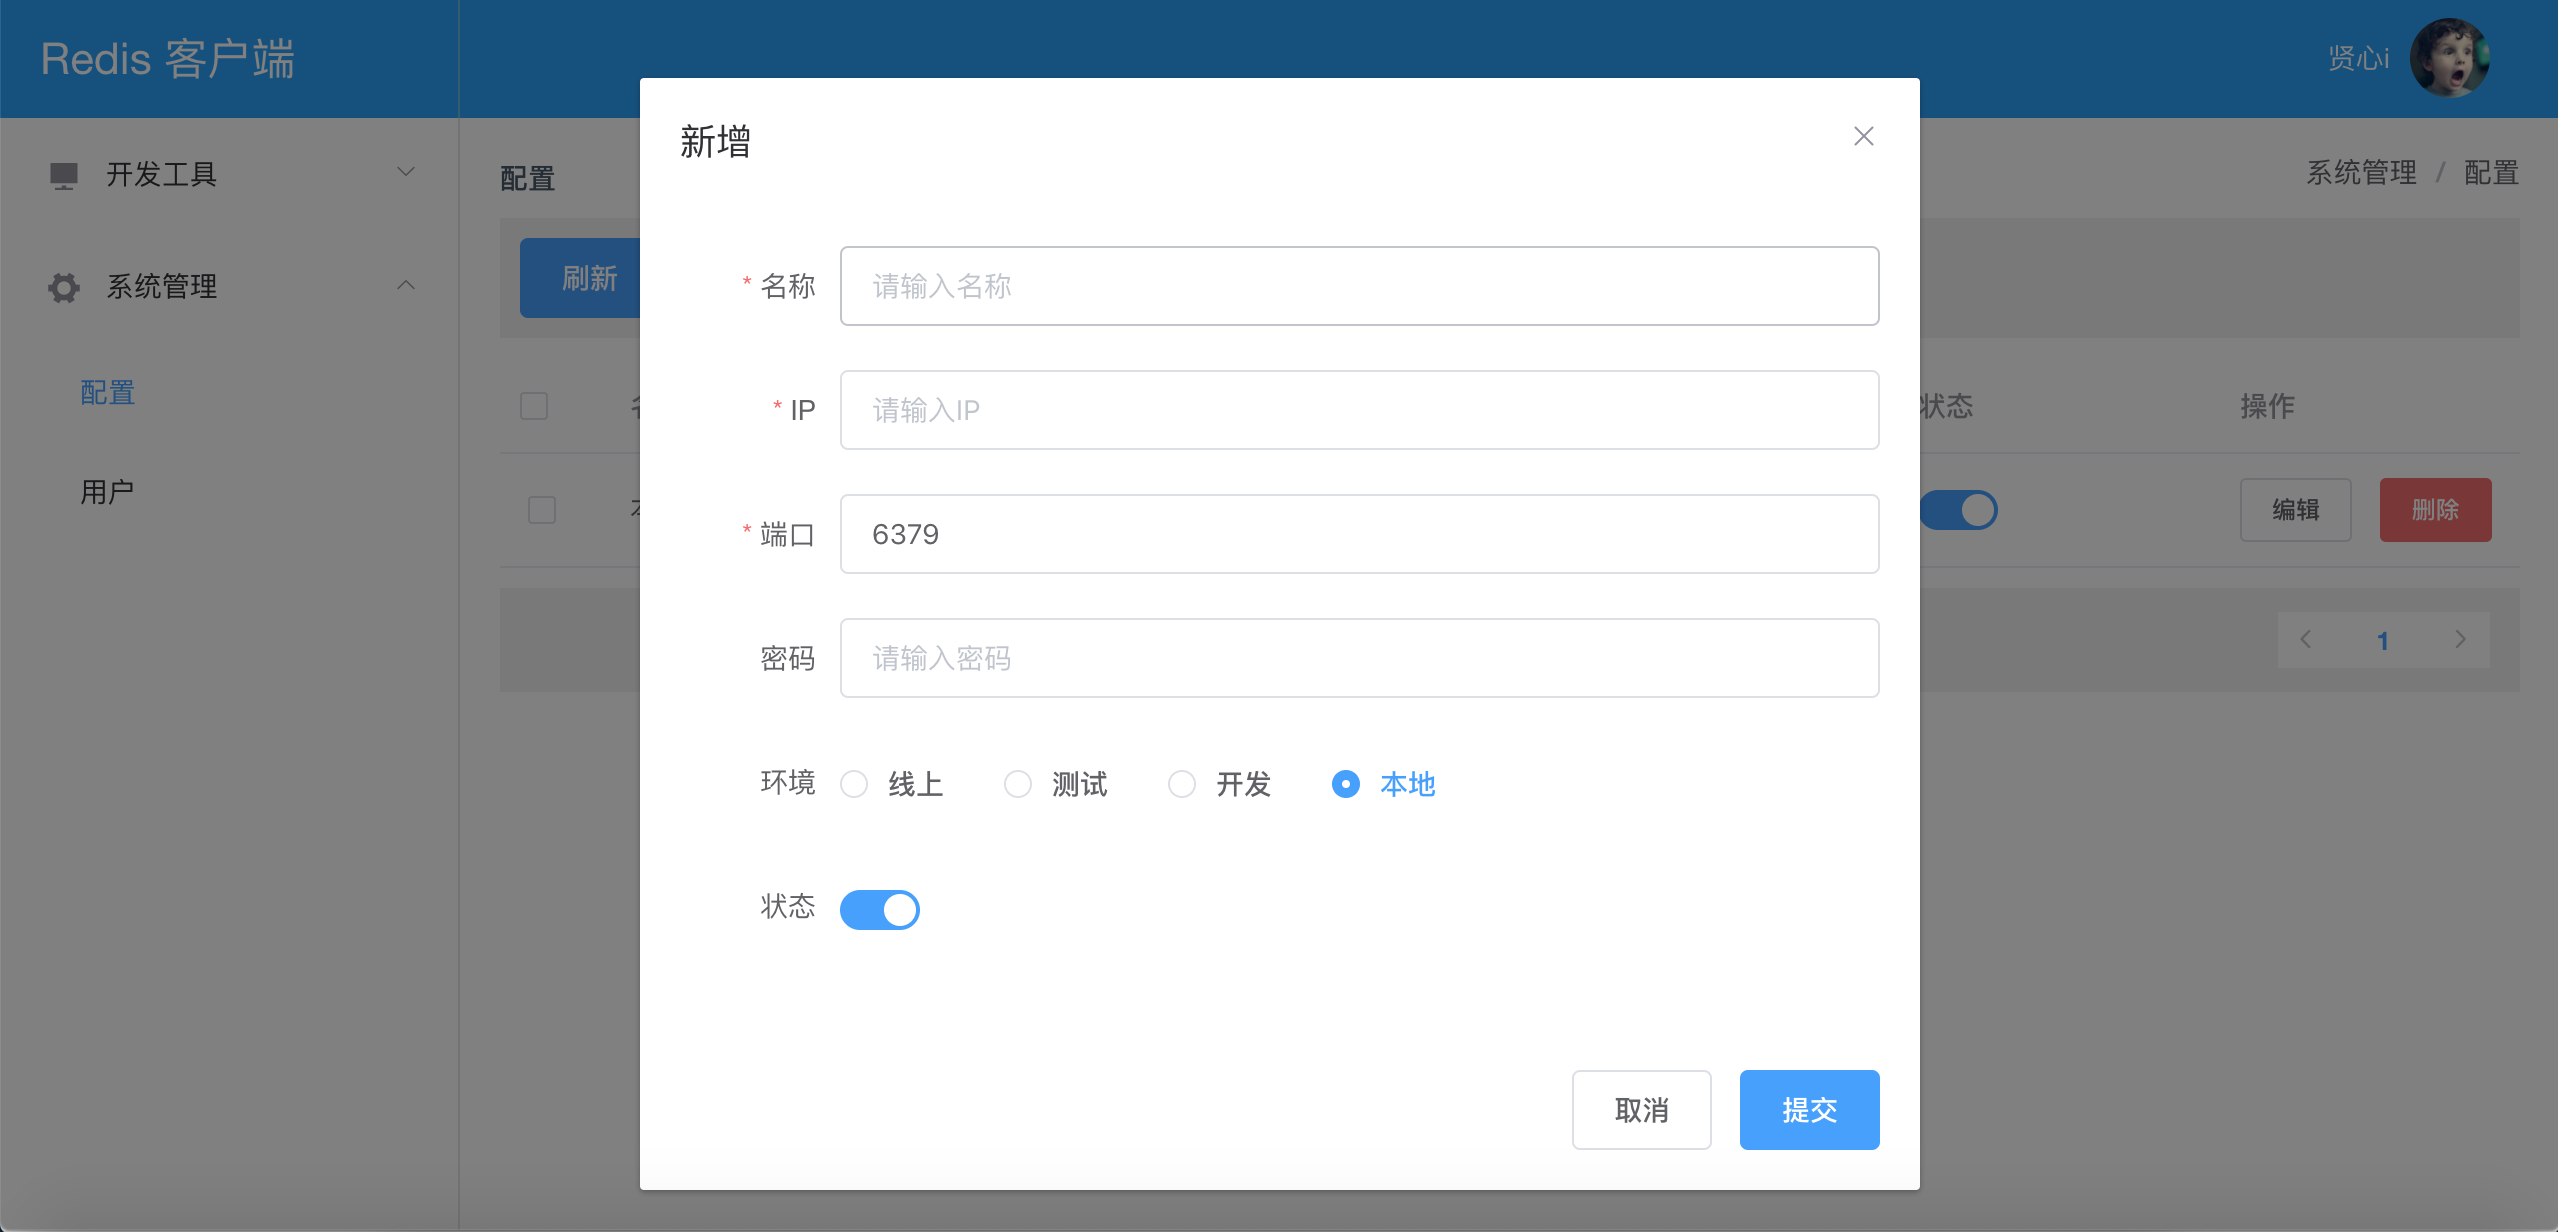 Redis 客户端
贤心i
开发工具
系统管理
配置
用户
配置
系统管理 / 配置
刷新
状态
操作
编辑
删除
1
新增
* 名称
请输入名称
* IP
请输入IP
* 端口
6379
密码
请输入密码
环境
线上
测试
开发
本地
状态
取消
提交